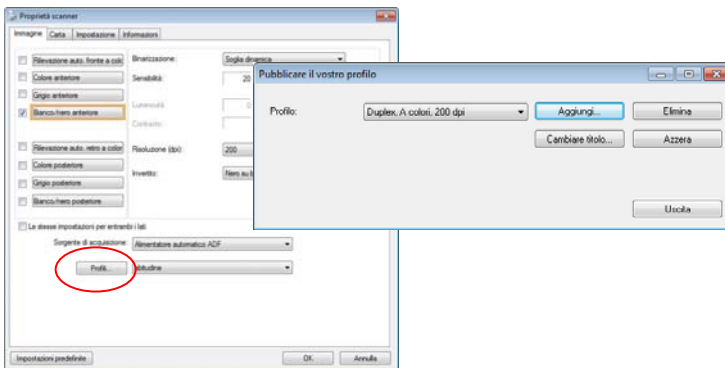 Proprietà scanner
Immagine Carta Impostazione Informazioni
Rilevazione auto. fronte a colo
Colore anteriore
Grigio anteriore
Bianco/nero anteriore
Rilevazione auto. retro a color
Colore posteriore
Grigio posteriore
Bianco/nero posteriore
Binarizzazione: Soglia dinamica
Sensibilità: 20
Luminosità: 0
Contrasto:
Risoluzione (dpi): 200
Invertito: Nero su b
Le stesse impostazioni per entrambi i lati
Sorgente di acquisizione: Alimentatore automatico ADF
Profili... abitudine
Impostazioni predefinite OK Annulla
Pubblicare il vostro profilo
Profilo: Duplex, A colori, 200 dpi Aggiungi... Elimina
Cambiare titolo... Azzera
Uscita